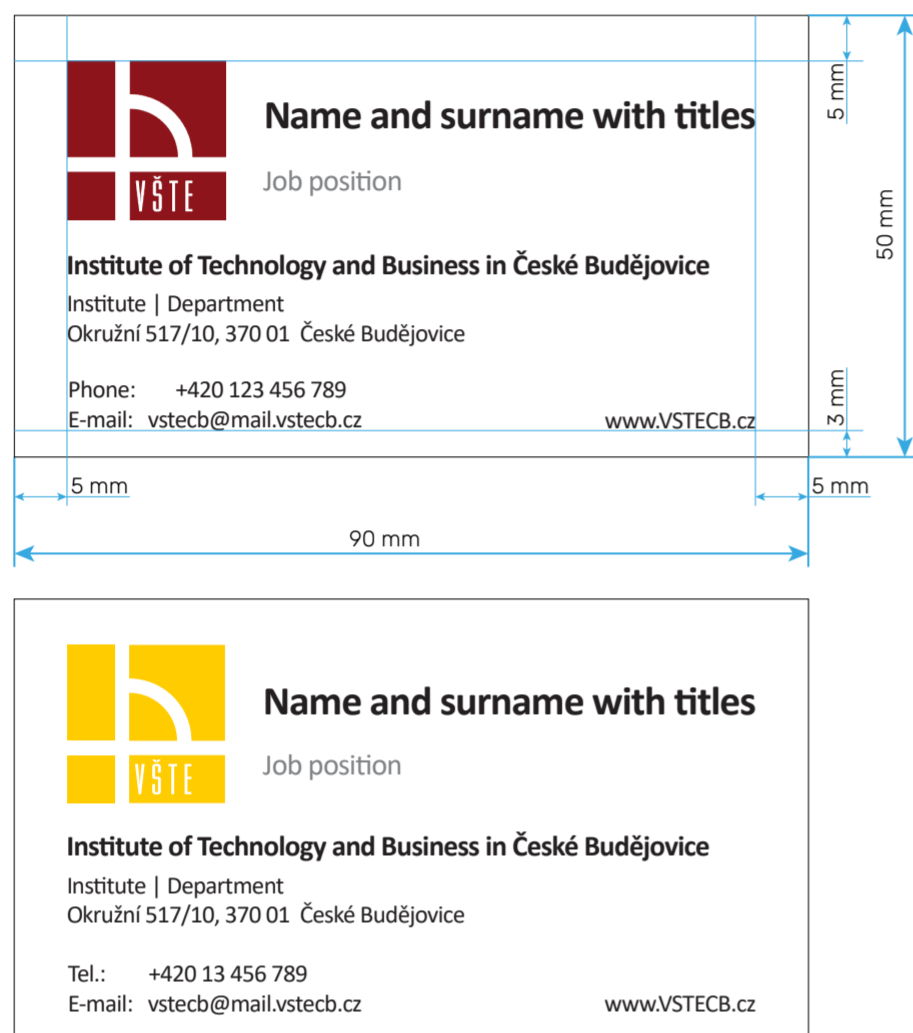 5 mm
Name and surname with titles
VŠTE
Job position
50 mm
Institute of Technology and Business in České Budějovice
Institute | Department
Okružní 517/10, 370 01 České Budějovice
Phone: +420 123 456 789
3 mm
E-mail: vstecb@mail.vstecb.cz www.VSTECB.cz
5 mm 5 mm
90 mm
Name and surname with titles
VŠTE
Job position
Institute of Technology and Business in České Budějovice
Institute | Department
Okružní 517/10, 370 01 České Budějovice
Tel.: +420 13 456 789
E-mail: vstecb@mail.vstecb.cz www.VSTECB.cz